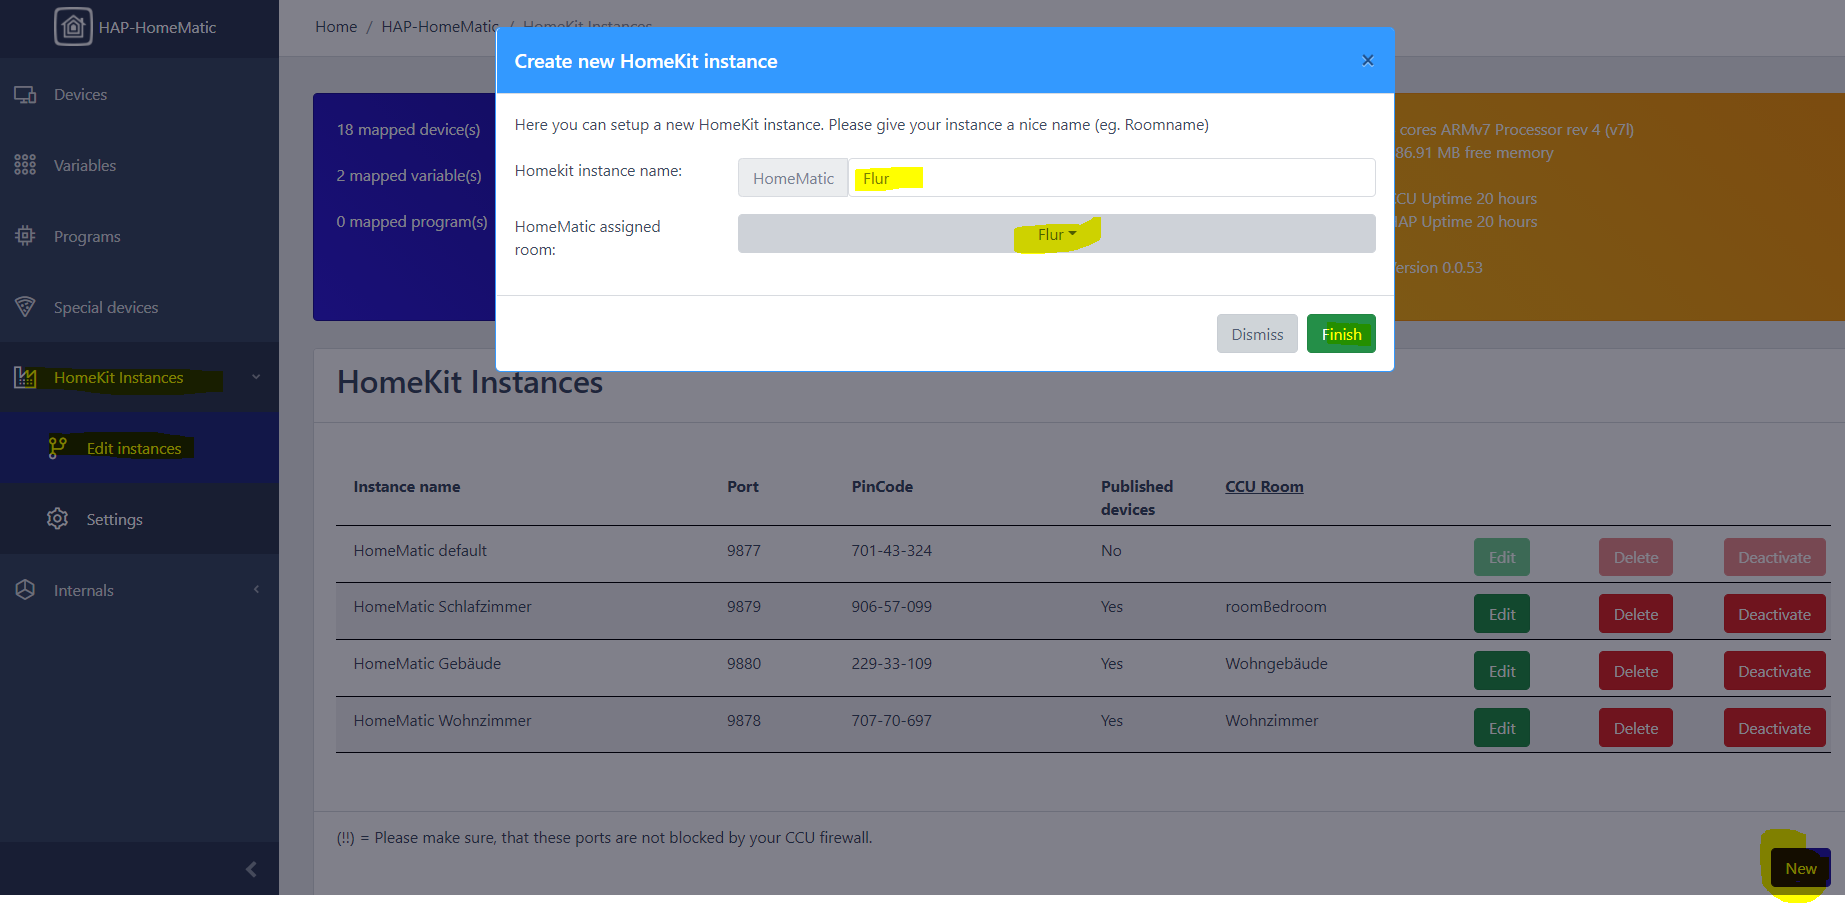 HAP-HomeMatic
Home / HAP-HomeMatic / HomeKit Instances
Devices
Variables
Programs
Special devices
HomeKit Instances
Edit instances
Settings
Internals
18 mapped device(s)
2 mapped variable(s)
0 mapped program(s)
Create new HomeKit instance ×
Here you can setup a new HomeKit instance. Please give your instance a nice name (eg. Roomname)
Homekit instance name: HomeMatic Flur
HomeMatic assigned Flur
room:
Dismiss Finish
cores ARMv7 Processor rev 4 (v7l)
86.91 MB free memory
CCU Uptime 20 hours
HAP Uptime 20 hours
Version 0.0.53
HomeKit Instances
Instance name Port PinCode Published CCU Room
devices
HomeMatic default 9877 701-43-324 No Edit Delete Deactivate
HomeMatic Schlafzimmer 9879 906-57-099 Yes roomBedroom Edit Delete Deactivate
HomeMatic Gebäude 9880 229-33-109 Yes Wohngebäude Edit Delete Deactivate
HomeMatic Wohnzimmer 9878 707-70-697 Yes Wohnzimmer Edit Delete Deactivate
(!!) = Please make sure, that these ports are not blocked by your CCU firewall.
New